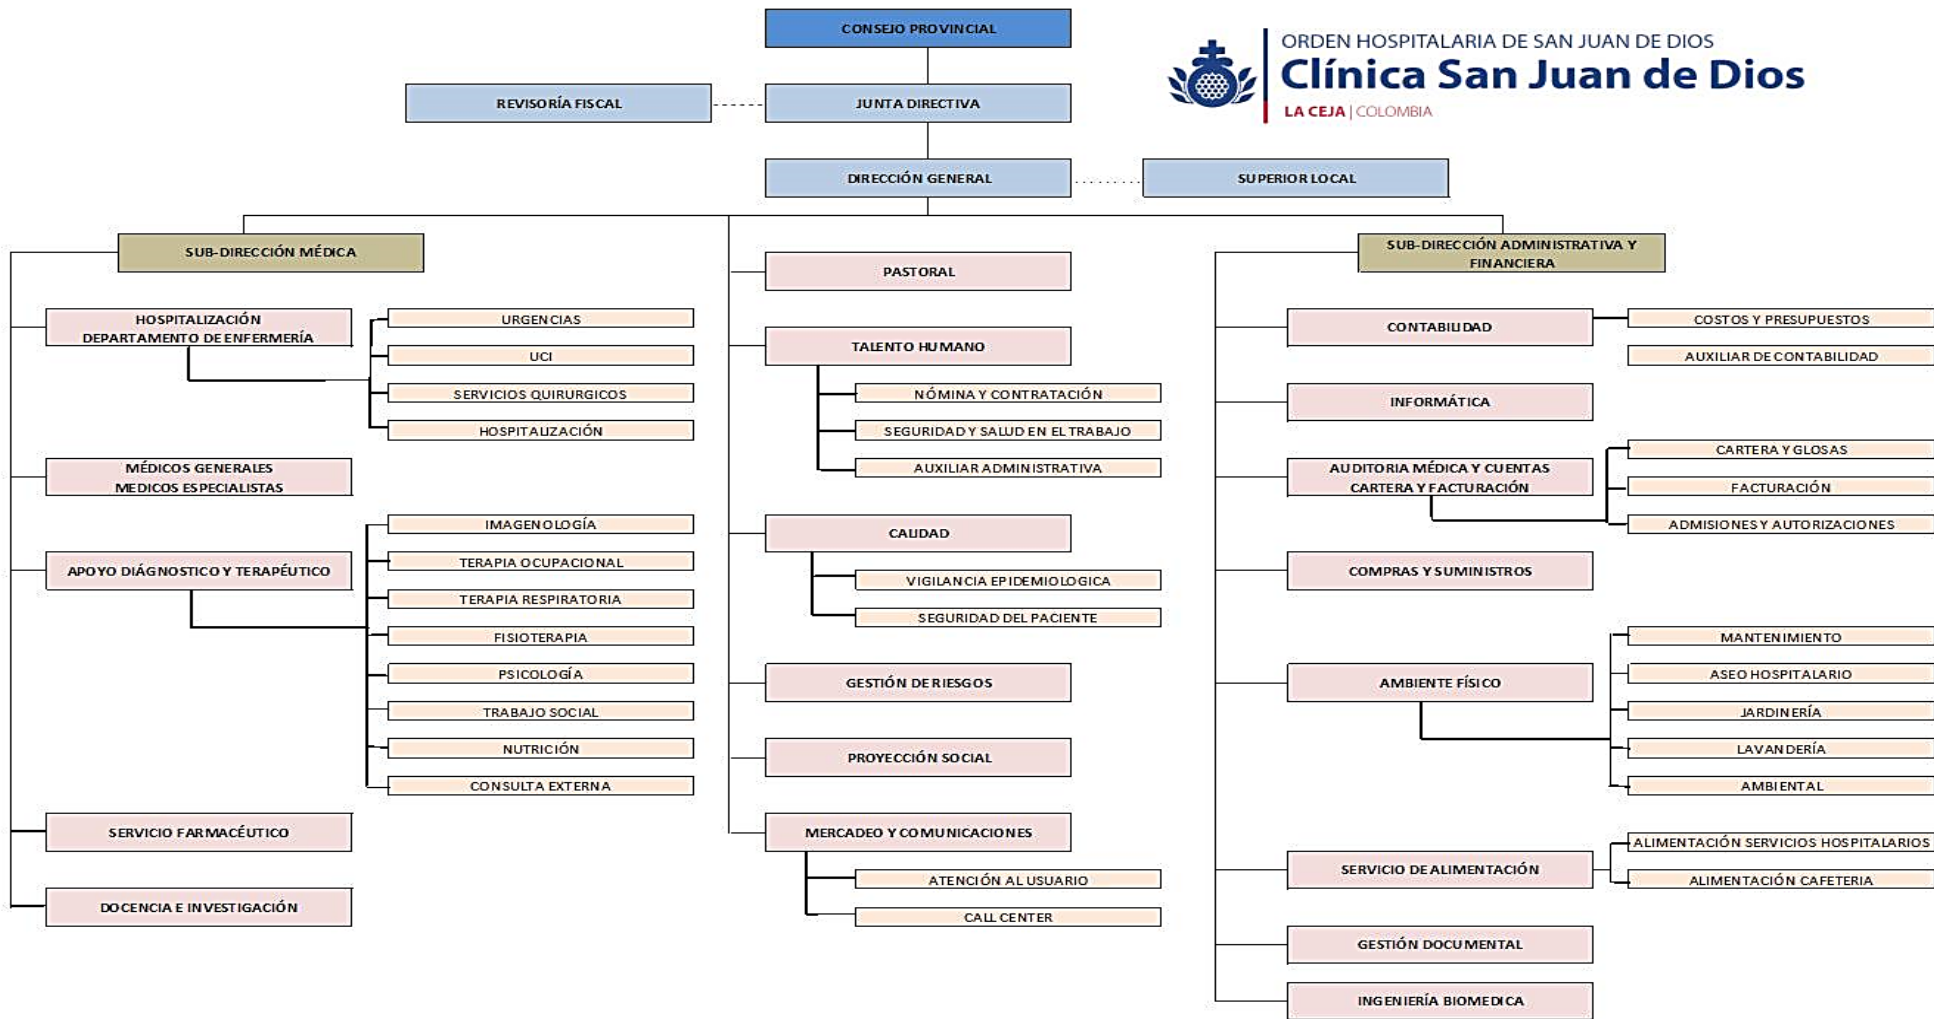 CONSEJO PROVINCIAL
ORDEN HOSPITALARIA DE SAN JUAN DE DIOS
Clínica San Juan de Dios
LA CEJA | COLOMBIA
REVISORÍA FISCAL
JUNTA DIRECTIVA
DIRECCIÓN GENERAL
SUPERIOR LOCAL
SUB-DIRECCIÓN MÉDICA
HOSPITALIZACIÓN
DEPARTAMENTO DE ENFERMERÍA
URGENCIAS
UCI
SERVICIOS QUIRURGICOS
HOSPITALIZACIÓN
MÉDICOS GENERALES
MEDICOS ESPECIALISTAS
APOYO DIÁGNOSTICO Y TERAPÉUTICO
IMAGENOLOGÍA
TERAPIA OCUPACIONAL
TERAPIA RESPIRATORIA
FISIOTERAPIA
PSICOLOGÍA
TRABAJO SOCIAL
NUTRICIÓN
CONSULTA EXTERNA
SERVICIO FARMACÉUTICO
DOCENCIA E INVESTIGACIÓN
PASTORAL
TALENTO HUMANO
NÓMINA Y CONTRATACIÓN
SEGURIDAD Y SALUD EN EL TRABAJO
AUXILIAR ADMINISTRATIVA
CALIDAD
VIGILANCIA EPIDEMIOLOGICA
SEGURIDAD DEL PACIENTE
GESTIÓN DE RIESGOS
PROYECCIÓN SOCIAL
MERCADEO Y COMUNICACIONES
ATENCIÓN AL USUARIO
CALL CENTER
SUB-DIRECCIÓN ADMINISTRATIVA Y
FINANCIERA
CONTABILIDAD
COSTOS Y PRESUPUESTOS
AUXILIAR DE CONTABILIDAD
INFORMÁTICA
AUDITORIA MÉDICA Y CUENTAS
CARTERA Y FACTURACIÓN
CARTERA Y GLOSAS
FACTURACIÓN
ADMISIONES Y AUTORIZACIONES
COMPRAS Y SUMINISTROS
AMBIENTE FÍSICO
MANTENIMIENTO
ASEO HOSPITALARIO
JARDINERÍA
LAVANDERÍA
AMBIENTAL
SERVICIO DE ALIMENTACIÓN
ALIMENTACIÓN SERVICIOS HOSPITALARIOS
ALIMENTACIÓN CAFETERIA
GESTIÓN DOCUMENTAL
INGENIERÍA BIOMEDICA